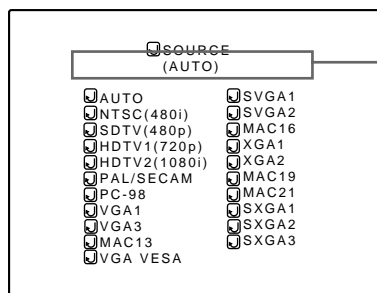 SOURCE
(AUTO)
AUTO
NTSC(480i)
SDTV(480p)
HDTV1(720p)
HDTV2(1080i)
PAL/SECAM
PC-98
VGA1
VGA3
MAC13
VGA VESA
SVGA1
SVGA2
MAC16
XGA1
XGA2
MAC19
MAC21
SXGA1
SXGA2
SXGA3